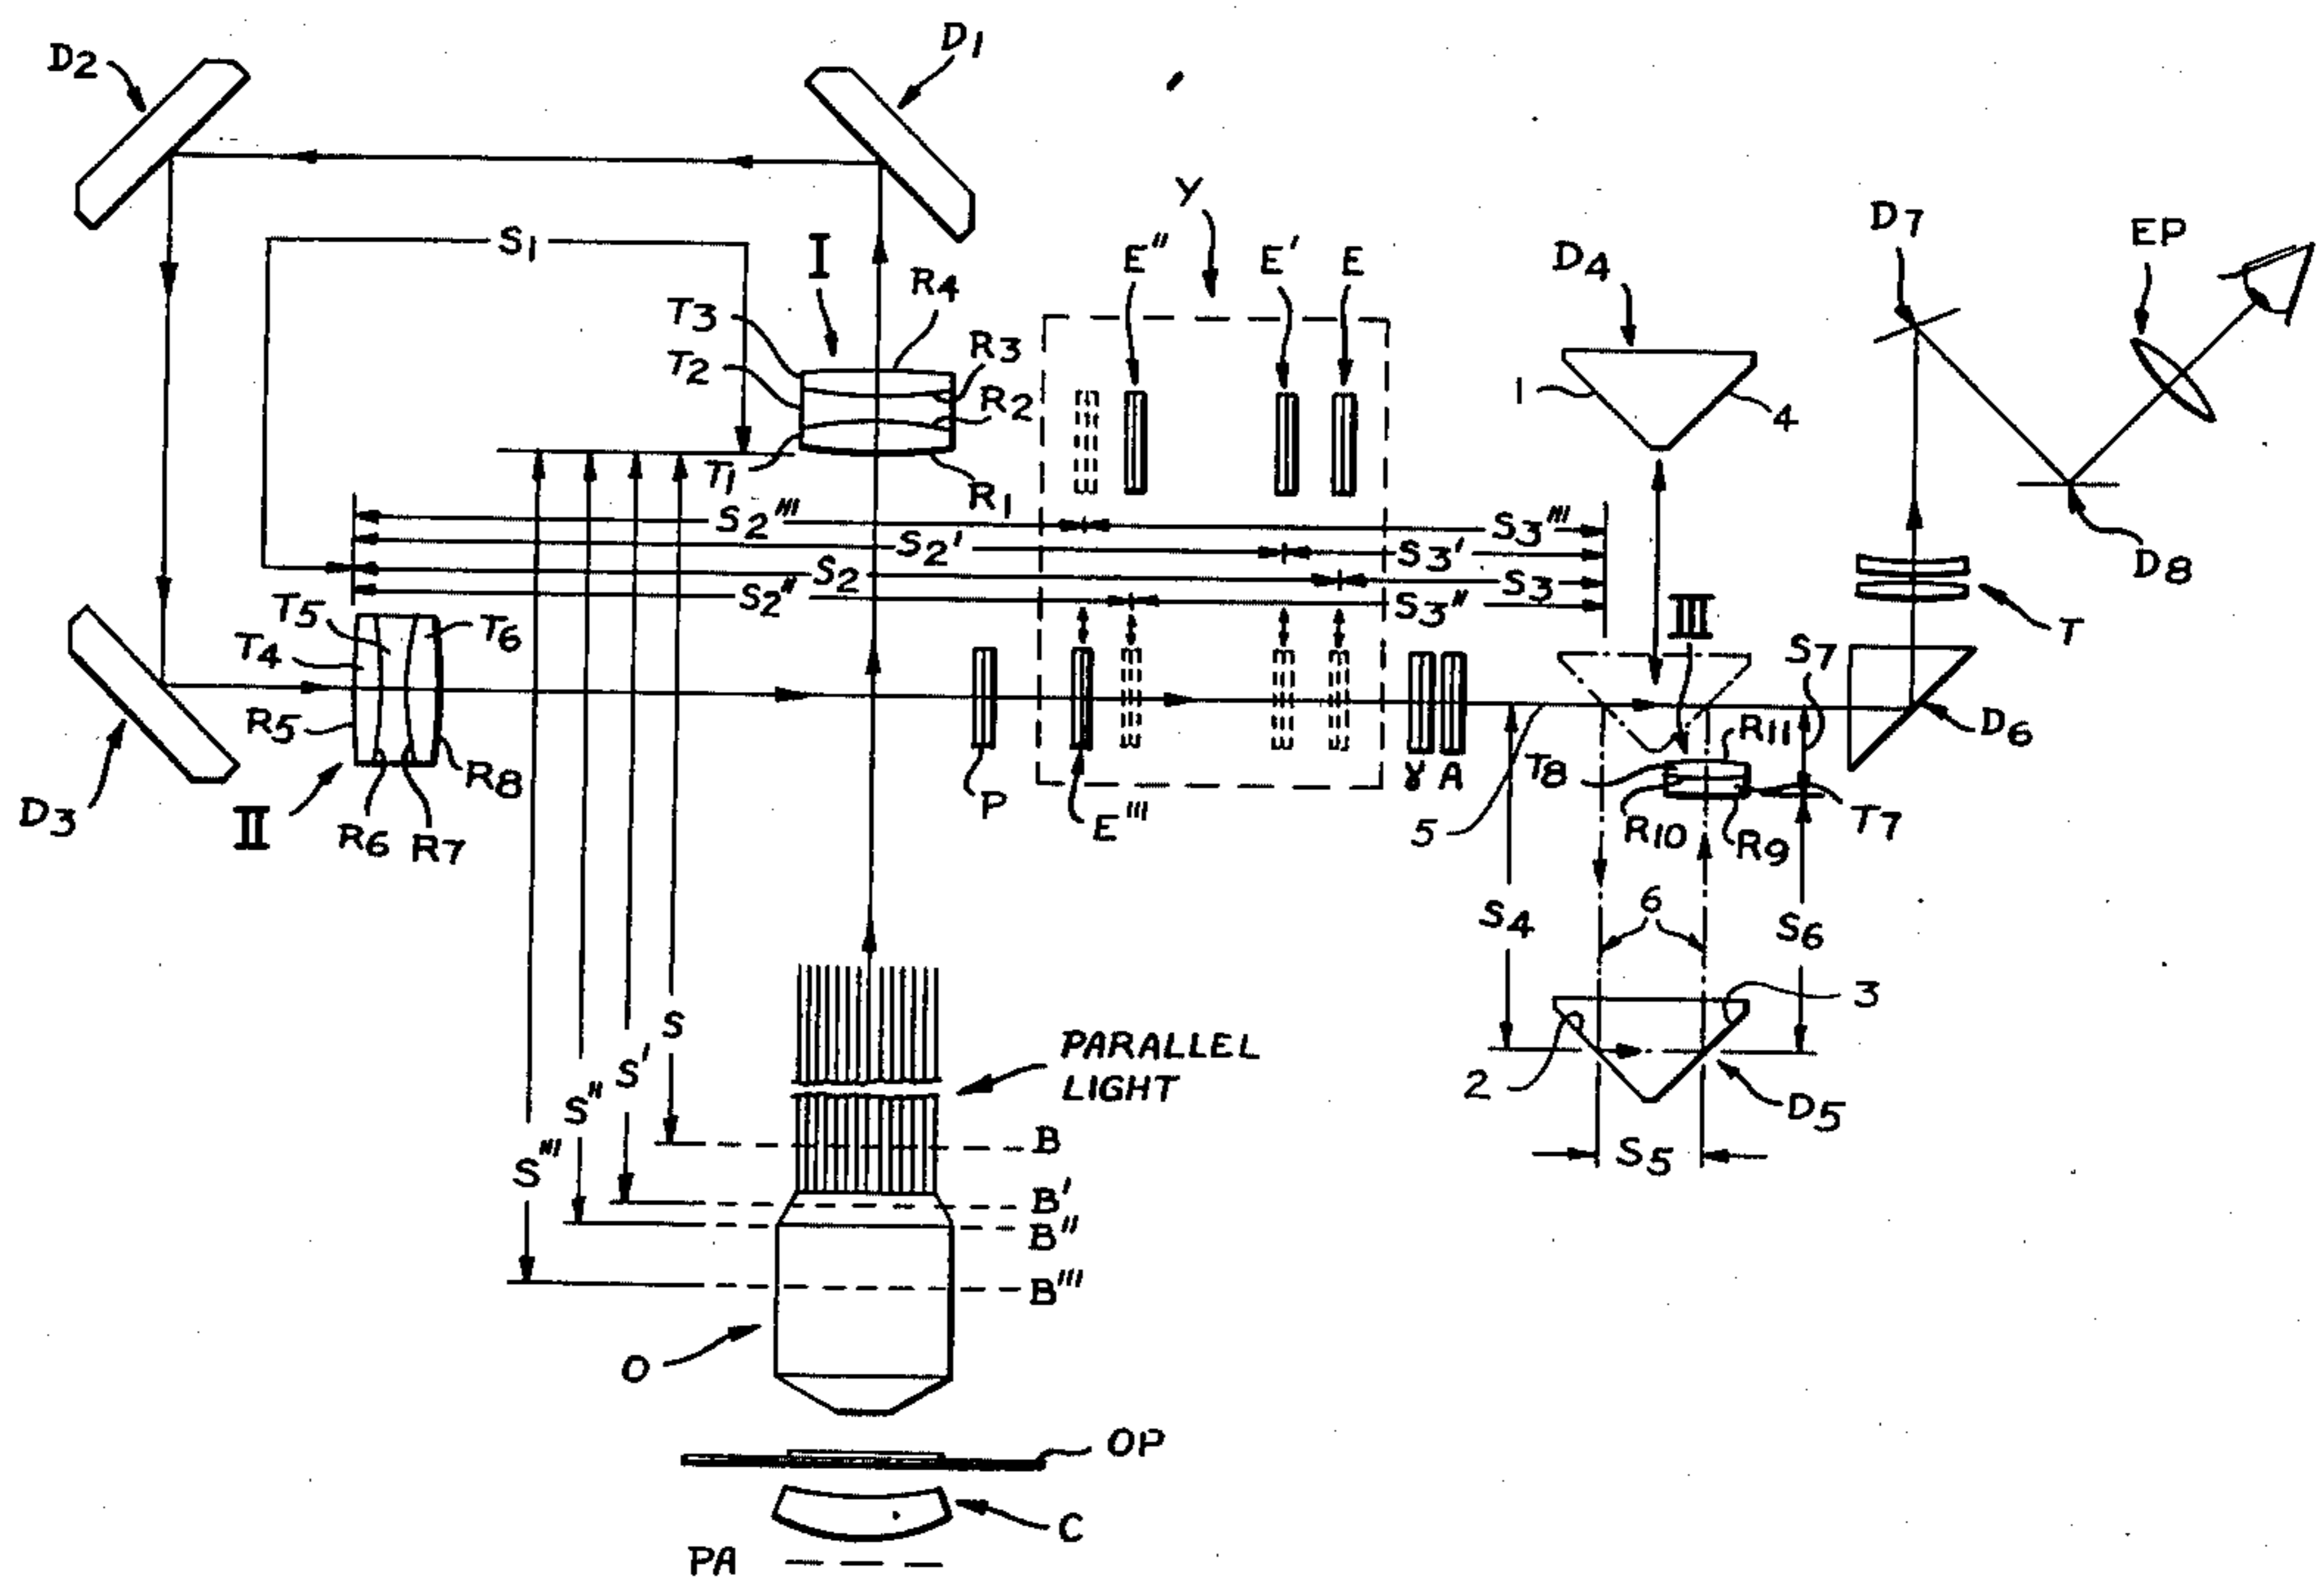 D1
D2
Y
D7
EP
S1
I
R4
E″
E′
E
D4
T3
R3
T2
R2
1
4
T1
R1
S2‴
S3‴
S2′
S3′
S2
S3
D8
S2″
S3″
III
T5
T6
T
T4
S7
R5
R11
D6
R8
T8
D3
II
R6
R7
P
E‴
γ A
5
R10
R9
T7
6
S4
S6
S
3
PARALLEL
LIGHT
S′
2
S″
D5
B
S5
S‴
B′
B″
B‴
O
OP
C
PA